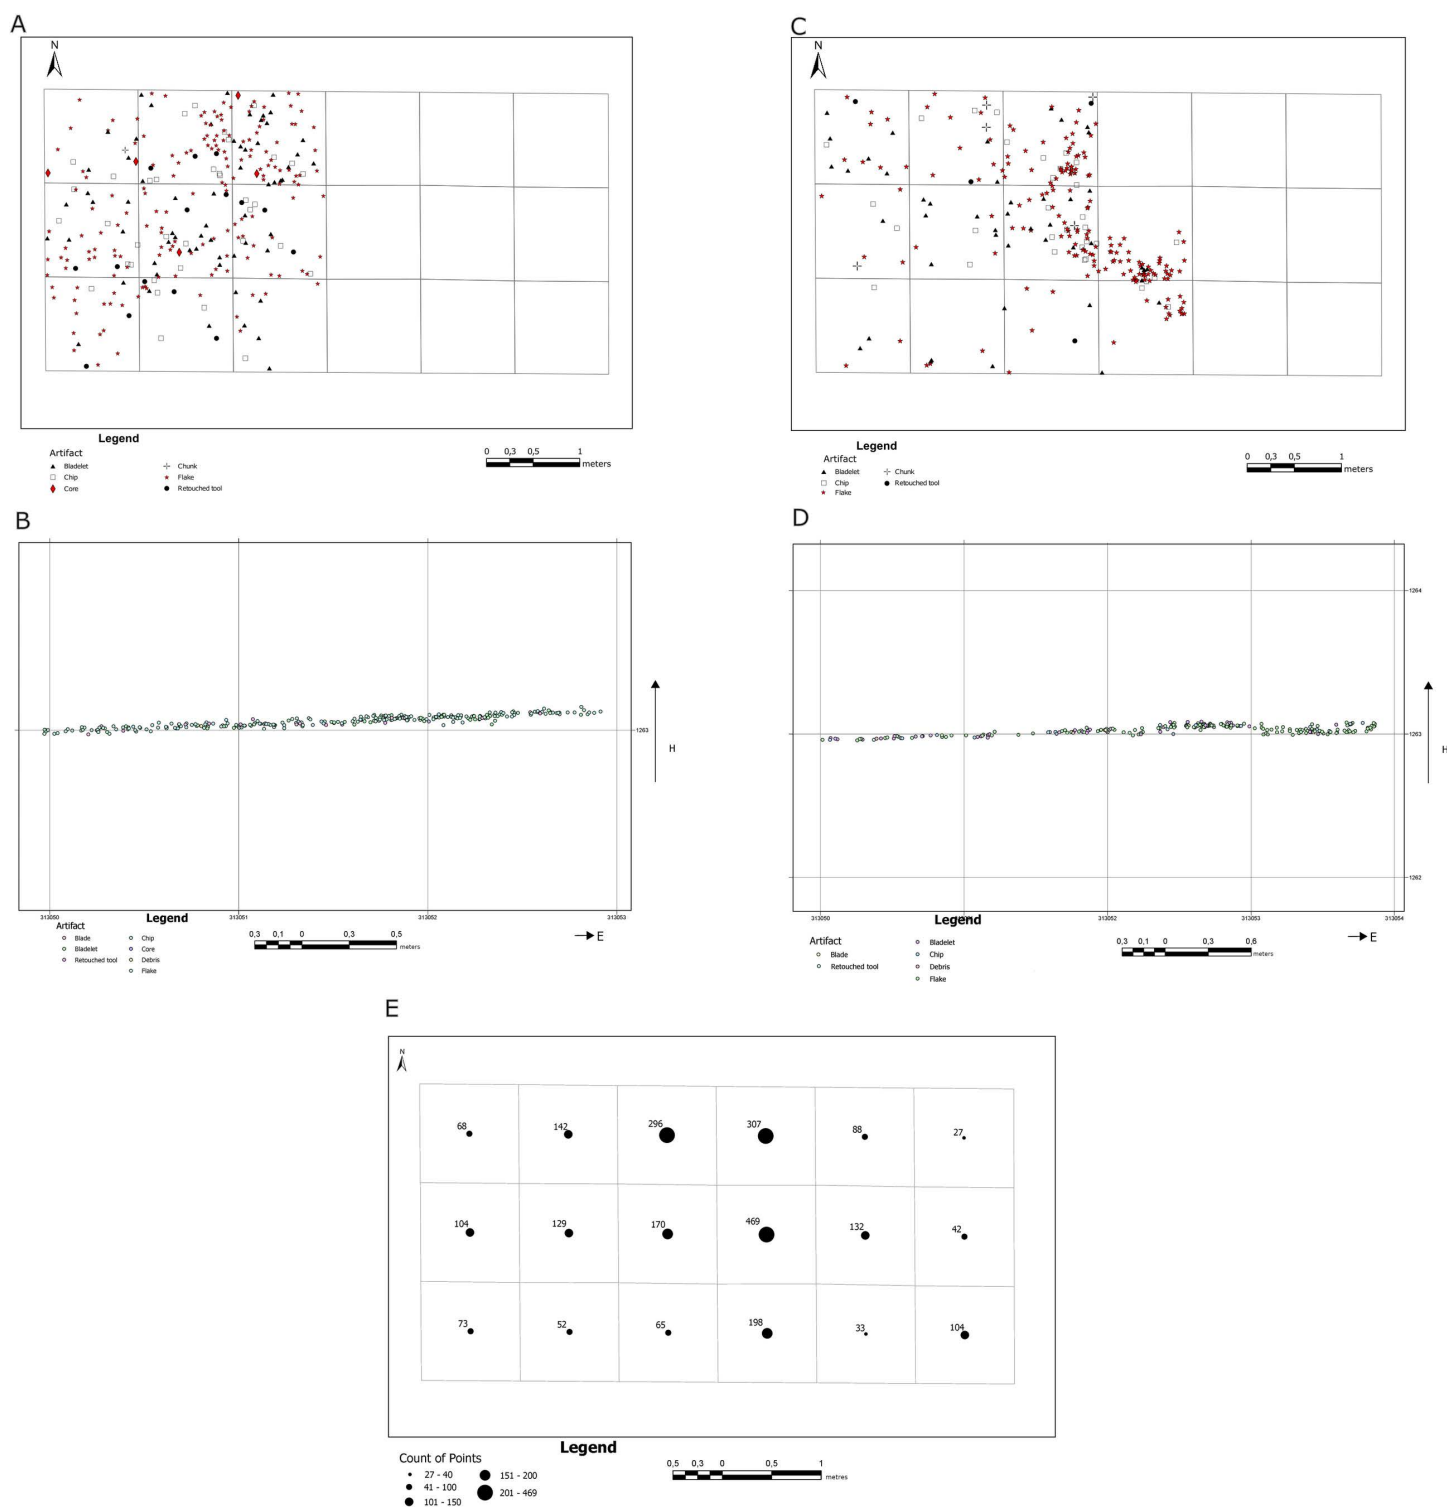 A
N
Legend
Artifact
Bladelet
Chip
Core
Chunk
Flake
Retouched tool
0 0,3 0,5 1
meters
C
N
Legend
Artifact
Bladelet
Chip
Flake
Chunk
Retouched tool
0 0,3 0,5 1
meters
B
1263
H
313050 313051 313052 313053
Legend
Artifact
Blade
Bladelet
Retouched tool
Chip
Core
Debris
Flake
0,3 0,1 0 0,3 0,5
meters
E
D
1264
1263
H
1262
313050 313052 313053 313054
Legend
Artifact
Blade
Retouched tool
Bladelet
Chip
Debris
Flake
0,3 0,1 0 0,3 0,6
meters
E
E
N
68 142 296 307 88 27
104 129 170 469 132 42
73 52 65 198 33 104
Legend
Count of Points
27 - 40
41 - 100
101 - 150
151 - 200
201 - 469
0,5 0,3 0 0,5 1
metres